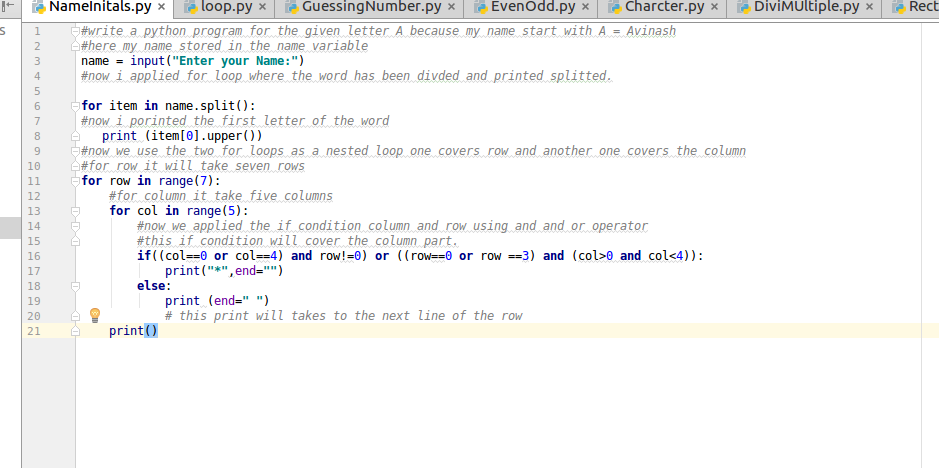 NameInitals.py × loop.py × GuessingNumber.py × EvenOdd.py × Charcter.py × DiviMUltiple.py × Rect
s
1 #write a python program for the given letter A because my name start with A = Avinash
2 #here my name stored in the name variable
3 name = input("Enter your Name:")
4 #now i applied for loop where the word has been divded and printed splitted.
5
6 for item in name.split():
7 #now i porinted the first letter of the word
8    print (item[0].upper())
9 #now we use the two for loops as a nested loop one covers row and another one covers the column
10 #for row it will take seven rows
11 for row in range(7):
12     #for column it take five columns
13     for col in range(5):
14         #now we applied the if condition column and row using and and or operator
15         #this if condition will cover the column part.
16         if((col==0 or col==4) and row!=0) or ((row==0 or row ==3) and (col>0 and col<4)):
17             print("*",end="")
18         else:
19             print (end=" ")
20             # this print will takes to the next line of the row
21     print()